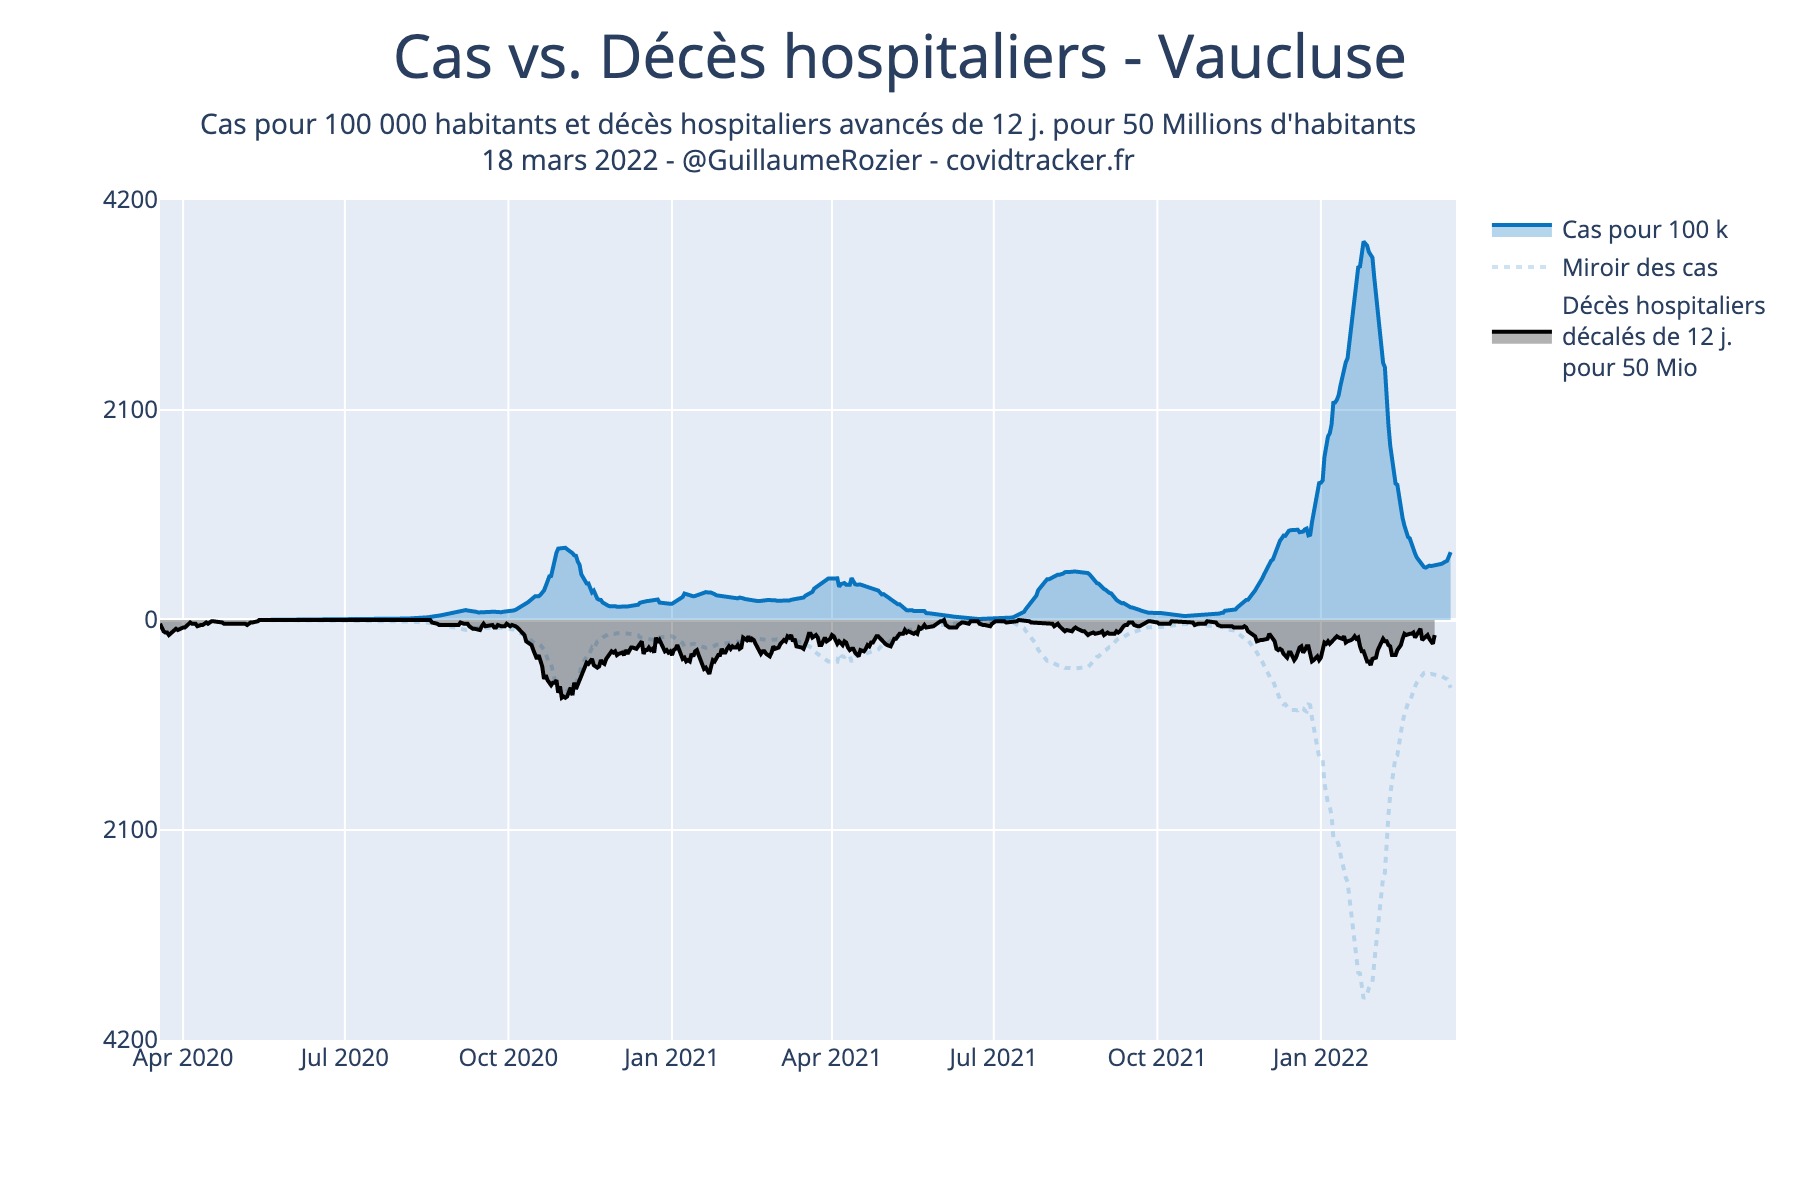 Cas vs. Décès hospitaliers - Vaucluse
Cas pour 100 000 habitants et décès hospitaliers avancés de 12 j. pour 50 Millions d'habitants
18 mars 2022 - @GuillaumeRozier - covidtracker.fr
4200
2100
0
2100
4200
Apr 2020
Jul 2020
Oct 2020
Jan 2021
Apr 2021
Jul 2021
Oct 2021
Jan 2022
Cas pour 100 k
Miroir des cas
Décès hospitaliers
décalés de 12 j.
pour 50 Mio